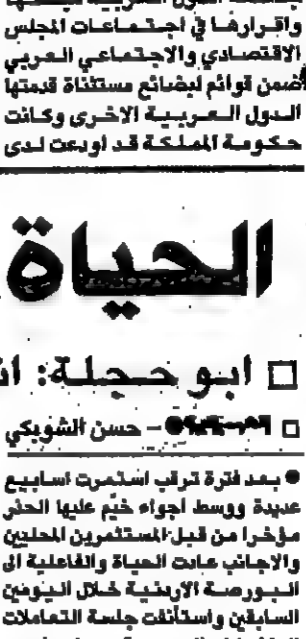 واقرارها في اجتماعات المجلس
الاقتصادي والاجتماعي العربي
ضمن قوائم لبضائع مستثناة قدمتها
الدول العربية الاخرى وكانت
حكومة المملكة قد اودعت لدى
الحياة
□ ابو حجلة:
□ – حسن الشوبكي
● بعد فترة ترقب استمرت اسابيع
عديدة ووسط اجواء خيّم عليها الحذر
مؤخرا من قبل المستثمرين المحليين
والاجانب عادت الحياة والفاعلية الى
البورصة الاردنية خلال اليومين
السابقين واستأنفت جلسة التعاملات